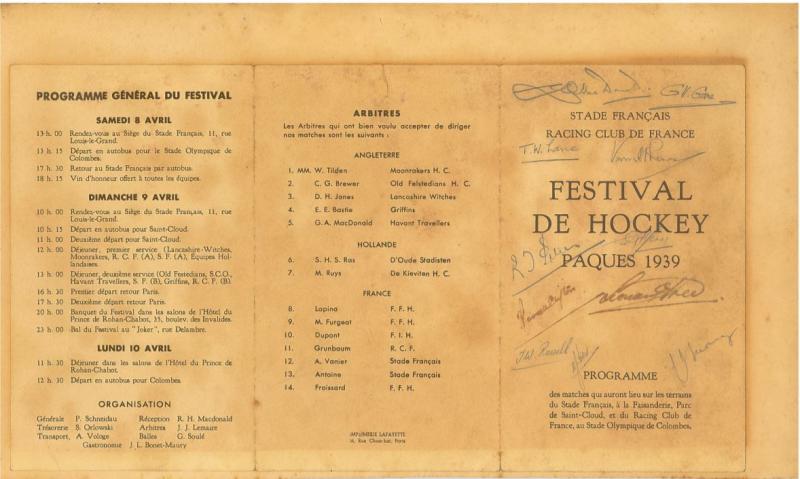 PROGRAMME GÉNÉRAL DU FESTIVAL
SAMEDI 8 AVRIL
13 h. 00 Rendez-vous au Siège du Stade Français, 11, rue
Louis-le-Grand.
13 h. 15 Départ en autobus pour le Stade Olympique de
Colombes.
17 h. 30 Retour au Stade Français par autobus.
18 h. 15 Vin d'honneur offert à toutes les équipes.
DIMANCHE 9 AVRIL
10 h. 00 Rendez-vous au Siège du Stade Français, 11, rue
Louis-le-Grand.
10 h. 15 Départ en autobus pour Saint-Cloud.
11 h. 00 Deuxième départ pour Saint-Cloud.
12 h. 00 Déjeuner, premier service (Lancashire-Witches,
Moonrakers, R. C. F. (A), S. F. (A), Équipes Hol-
landaises.
13 h. 00 Déjeuner, deuxième service (Old Festedians, S.C.O.,
Havant Travellers, S. F. (B), Griffins, R. C. F. (B).
16 h. 30 Premier départ retour Paris.
17 h. 30 Deuxième départ retour Paris.
20 h. 00 Banquet du Festival dans les salons de l'Hôtel du
Prince de Rohan-Chabot, 35, boulev. des Invalides.
23 h. 00 Bal du Festival au "Joker", rue Delambre.
LUNDI 10 AVRIL
11 h. 30 Déjeuner dans les salons de l'Hôtel du Prince de
Rohan-Chabot.
12 h. 30 Départ en autobus pour Colombes.
ORGANISATION
Générale P. Schneidau Réception R. H. Macdonald
Trésorerie S. Orlowski Arbitres J. J. Lemaire
Transport, A. Vologe Balles G. Soulé
Gastronomie J. L. Bonet-Maury
ARBITRES
Les Arbitres qui ont bien voulu accepter de diriger
nos matches sont les suivants :
ANGLETERRE
1. MM. W. Tilden Moonrakers H. C.
2. C. G. Brewer Old Felstedians H. C.
3. D. H. Jones Lancashire Witches
4. E. E. Bastie Griffins
5. G. A. MacDonald Havant Travellers
HOLLANDE
6. S. H. S. Ras D'Oude Stadisten
7. M. Ruys De Kieviten H. C.
FRANCE
8. Lapina F. F. H.
9. M. Furgeat F. F. H.
10. Dupont F. I. H.
11. Grunbaum R. C. F.
12. A. Vanier Stade Français
13. Antoine Stade Français
14. Froissard F. F. H.
IMPRIMERIE LAFAYETTE
Paris
STADE FRANÇAIS
RACING CLUB DE FRANCE
T. W. Lane
FESTIVAL
DE HOCKEY
PAQUES 1939
PROGRAMME
des matches qui auront lieu sur les terrains
du Stade Français, à la Faisanderie, Parc
de Saint-Cloud, et du Racing Club de
France, au Stade Olympique de Colombes.